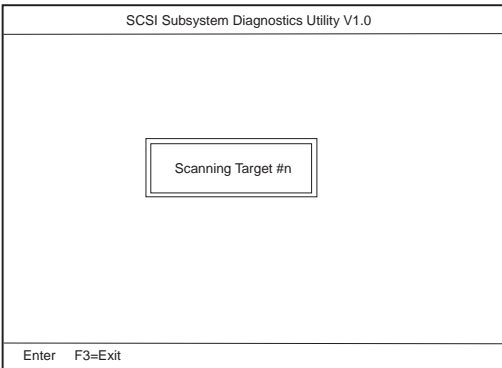 SCSI Subsystem Diagnostics Utility V1.0
Scanning Target #n
Enter F3=Exit